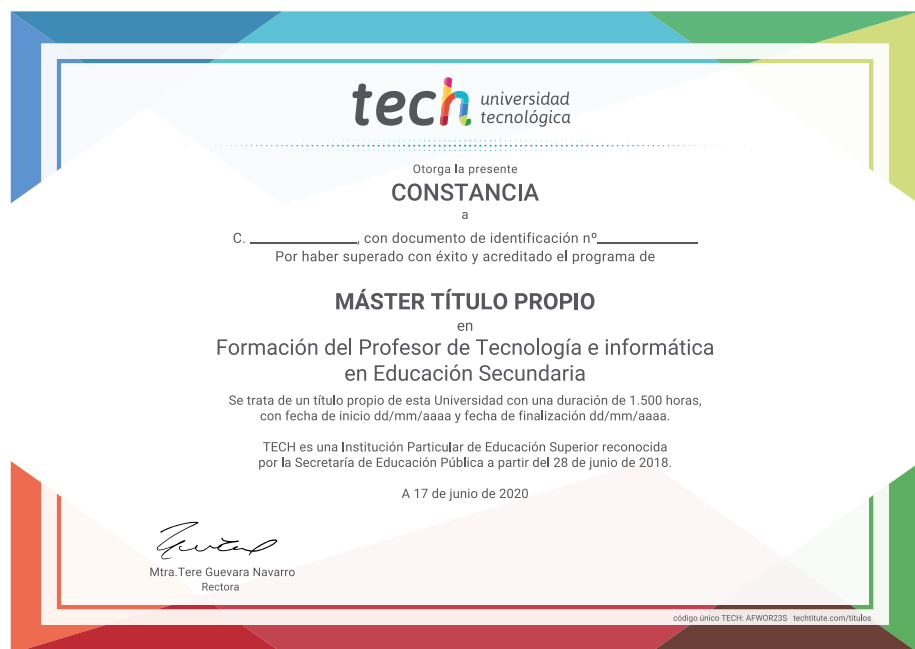 tech universidad
tecnológica
Otorga la presente
CONSTANCIA
a
C. ______________, con documento de identificación nº______________
Por haber superado con éxito y acreditado el programa de
MÁSTER TÍTULO PROPIO
en
Formación del Profesor de Tecnología e informática
en Educación Secundaria
Se trata de un título propio de esta Universidad con una duración de 1.500 horas,
con fecha de inicio dd/mm/aaaa y fecha de finalización dd/mm/aaaa.
TECH es una Institución Particular de Educación Superior reconocida
por la Secretaría de Educación Pública a partir del 28 de junio de 2018.
A 17 de junio de 2020
Mtra.Tere Guevara Navarro
Rectora
código único TECH: AFWOR23S techtitute.com/titulos